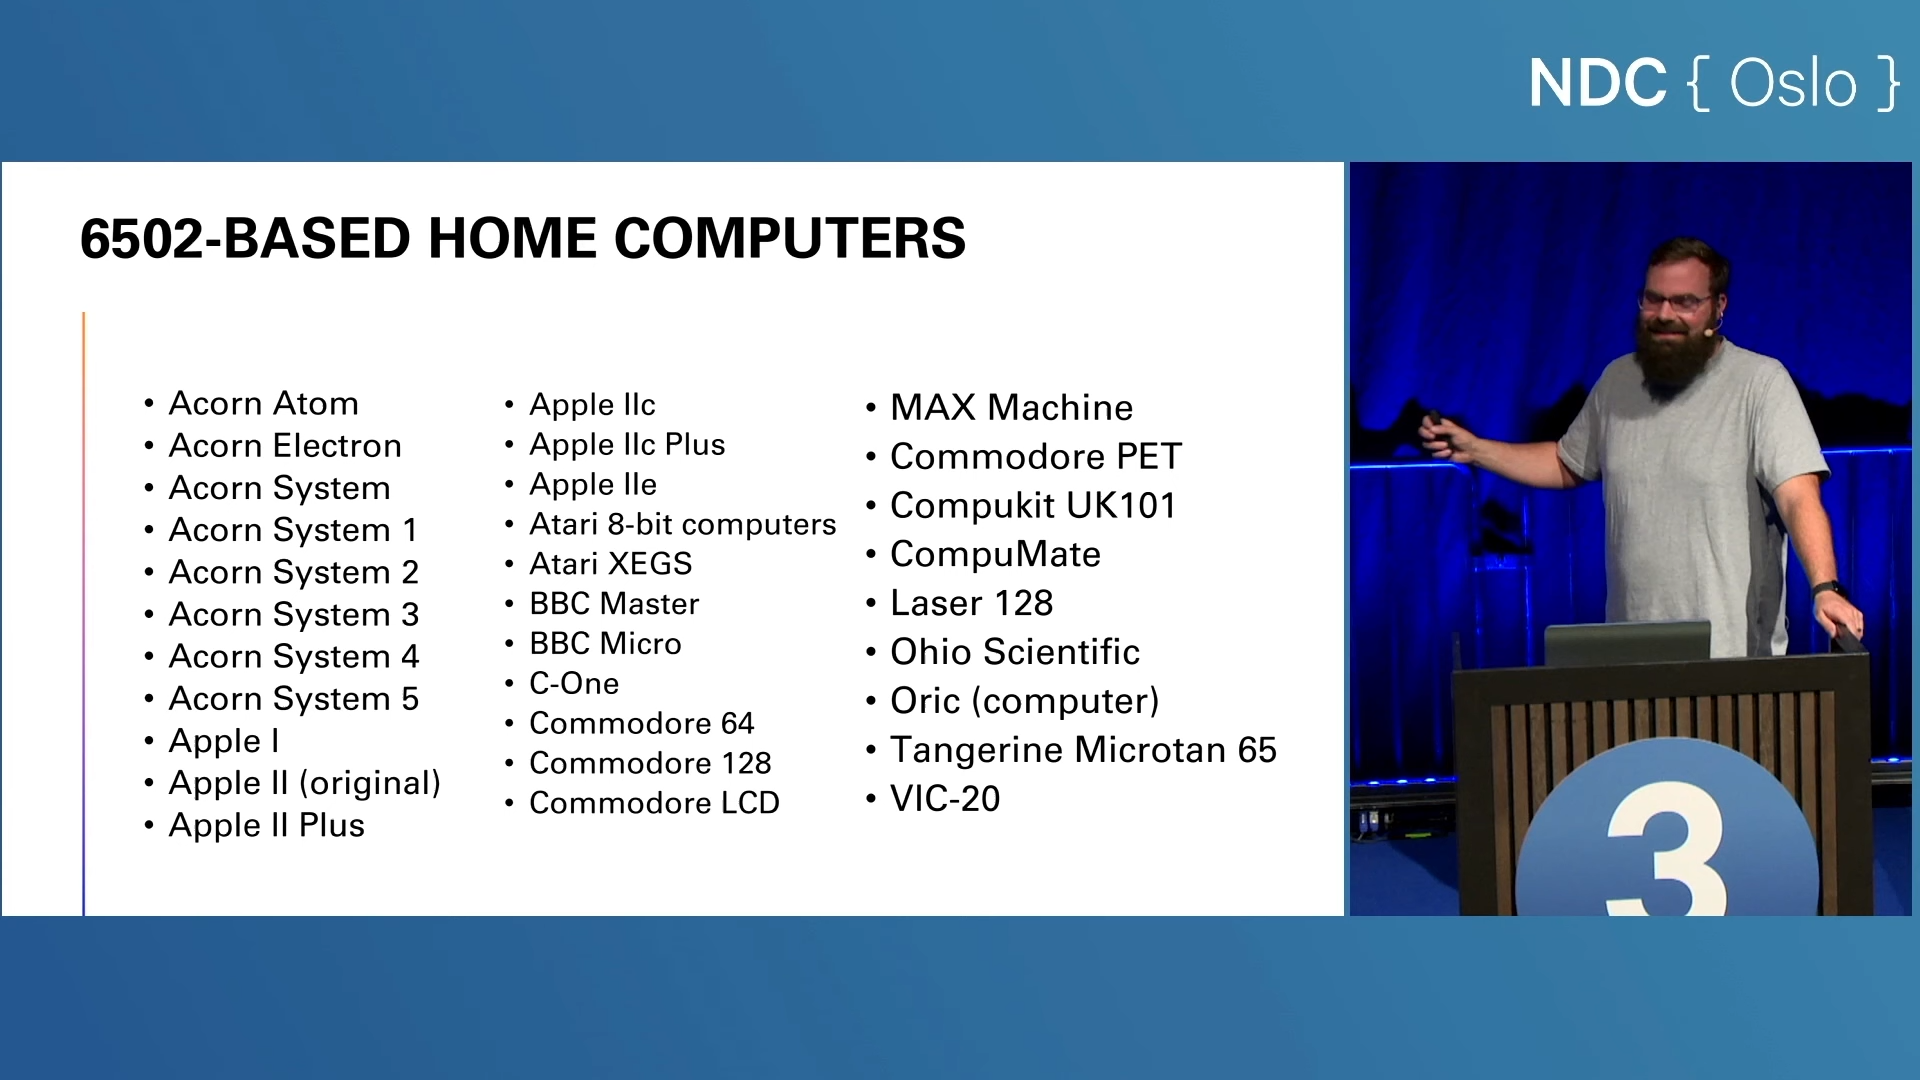 NDC { Oslo }
6502-BASED HOME COMPUTERS
• Acorn Atom
• Acorn Electron
• Acorn System
• Acorn System 1
• Acorn System 2
• Acorn System 3
• Acorn System 4
• Acorn System 5
• Apple I
• Apple II (original)
• Apple II Plus
• Apple IIc
• Apple IIc Plus
• Apple IIe
• Atari 8-bit computers
• Atari XEGS
• BBC Master
• BBC Micro
• C-One
• Commodore 64
• Commodore 128
• Commodore LCD
• MAX Machine
• Commodore PET
• Compukit UK101
• CompuMate
• Laser 128
• Ohio Scientific
• Oric (computer)
• Tangerine Microtan 65
• VIC-20
3